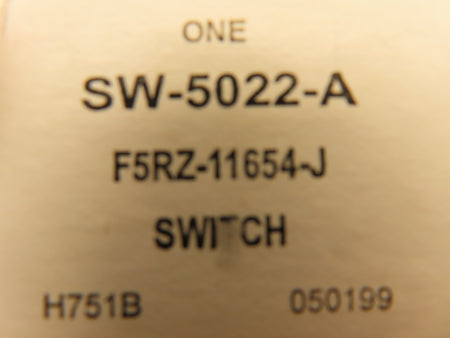 ONE
SW-5022-A
F5RZ-11654-J
SWITCH
H751B 050199